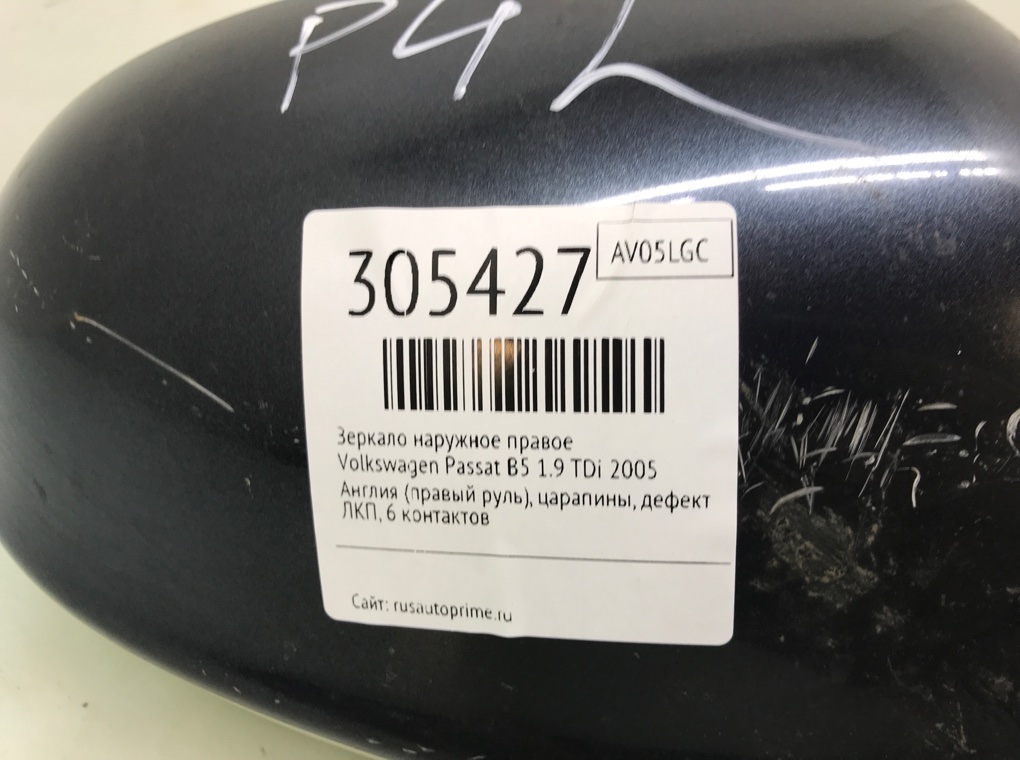 P4L
305427
AV05LGC
Зеркало наружное правое
Volkswagen Passat B5 1.9 TDi 2005
Англия (правый руль), царапины, дефект
ЛКП, 6 контактов
Сайт: rusautoprime.ru